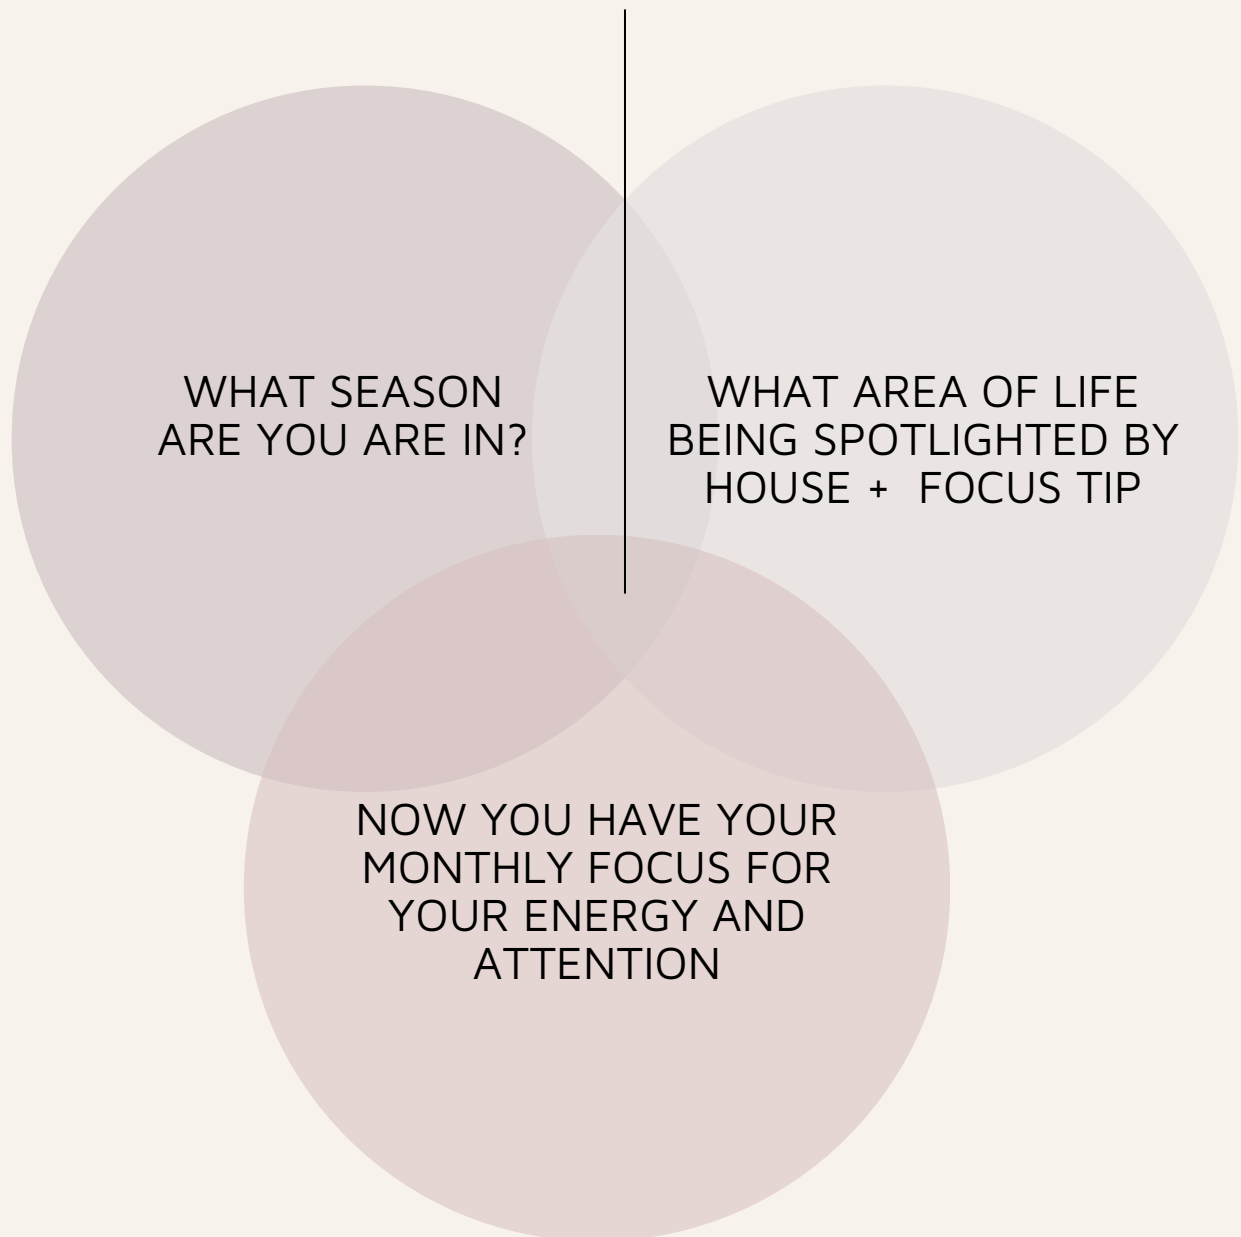 WHAT SEASON
ARE YOU ARE IN?
WHAT AREA OF LIFE
BEING SPOTLIGHTED BY
HOUSE + FOCUS TIP
NOW YOU HAVE YOUR
MONTHLY FOCUS FOR
YOUR ENERGY AND
ATTENTION